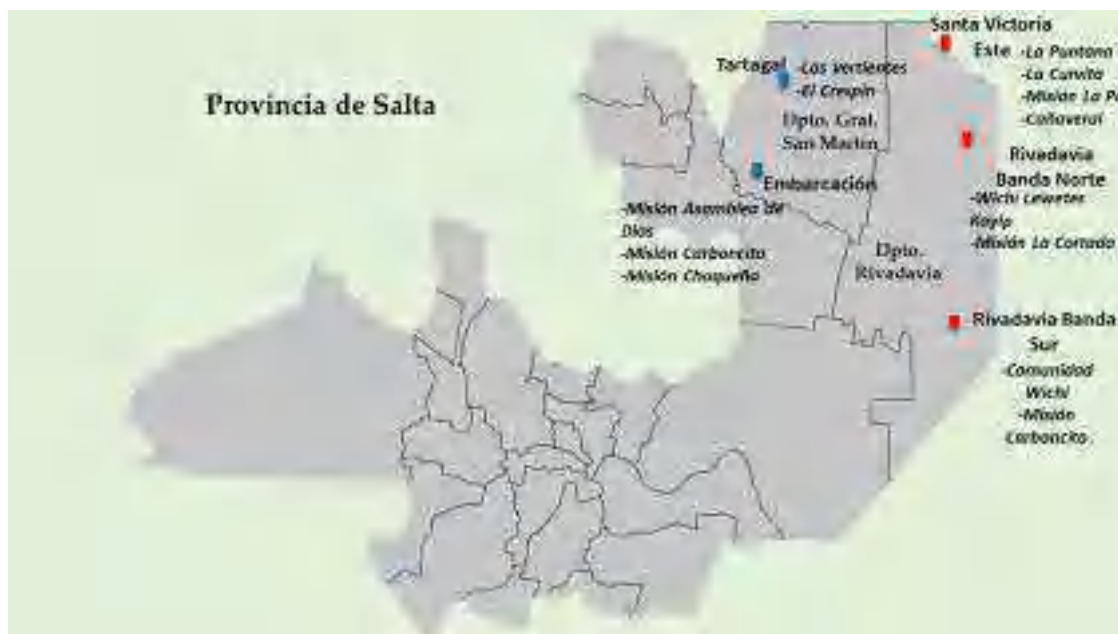 Provincia de Salta
Santa Victoria
Este -La Puntana
-La Curvita
-Misión La P
-Cañaveral
Tartagal -Las Vertientes
-El Crespin
Dpto. Gral.
San Martín
Embarcación
-Misión Asamblea de
Dios
-Misión Carboncito
-Misión Chaqueña
Rivadavia
Banda Norte
-Wichi Lewetes
Kayip
-Misión La Cortada
Dpto.
Rivadavia
Rivadavia Banda
Sur
-Comunidad
Wichi
-Misión
Carboncito